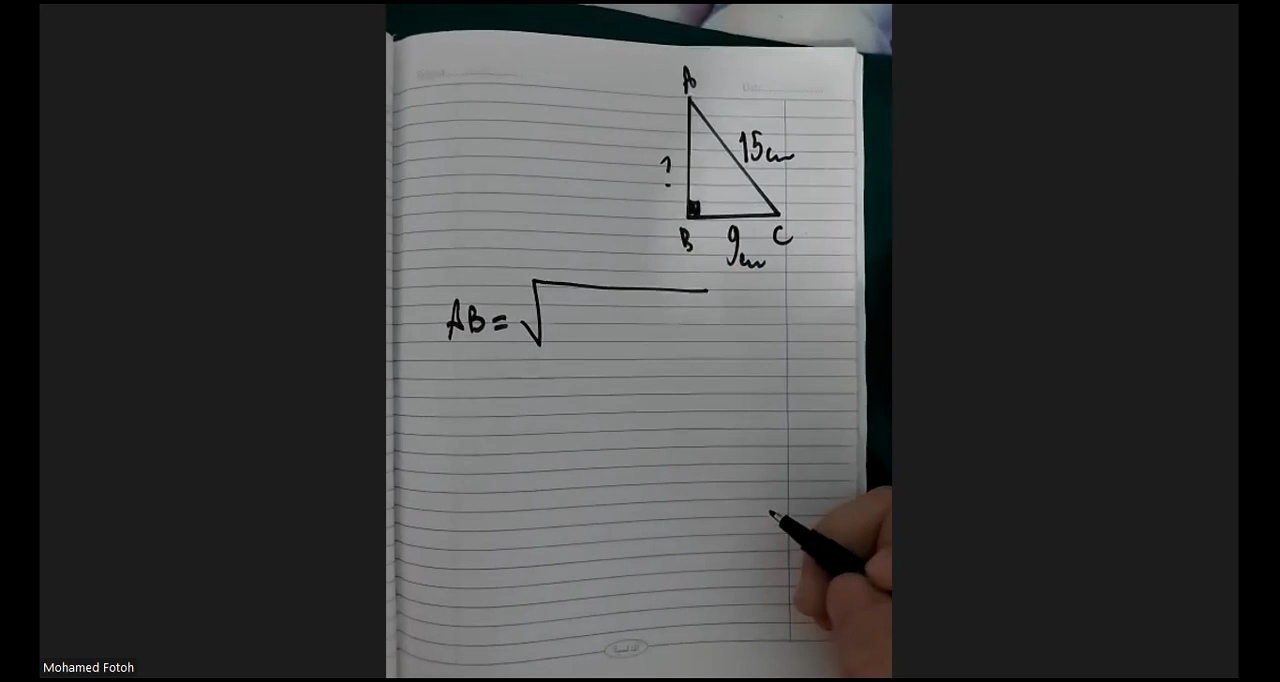 A
15cm
?
B
9cm
C
AB = √
Mohamed Fotoh